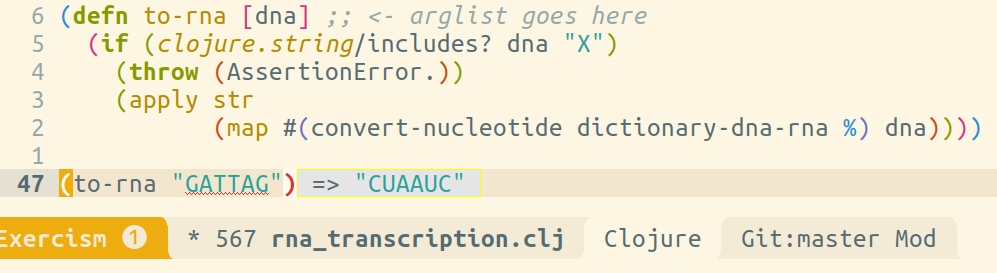 6 (defn to-rna [dna] ;; <- arglist goes here
5   (if (clojure.string/includes? dna "X")
4     (throw (AssertionError.))
3     (apply str
2            (map #(convert-nucleotide dictionary-dna-rna %) dna))))
1
47 (to-rna "GATTAG") => "CUAAUC"
Exercism 1 * 567 rna_transcription.clj Clojure Git:master Mod